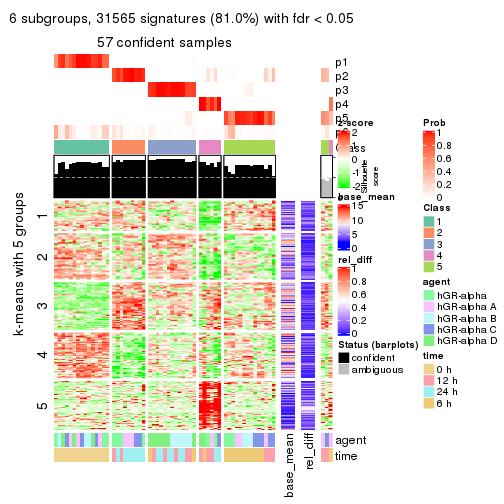 6 subgroups, 31565 signatures (81.0%) with fdr < 0.05
57 confident samples
p1
p2
p3
p4
p5
Silhouette
score
k-means with 5 groups
1
2
3
4
5
base_mean
rel_diff
agent
time
z-score
2
0
-1
-2
base_mean
15
10
5
0
rel_diff
1
0.8
0.6
0.4
0.2
0
Status (barplots)
confident
ambiguous
Prob
1
0.8
0.6
0.4
0.2
0
Class
1
2
3
4
5
agent
hGR-alpha
hGR-alpha A
hGR-alpha B
hGR-alpha C
hGR-alpha D
time
0 h
12 h
24 h
6 h